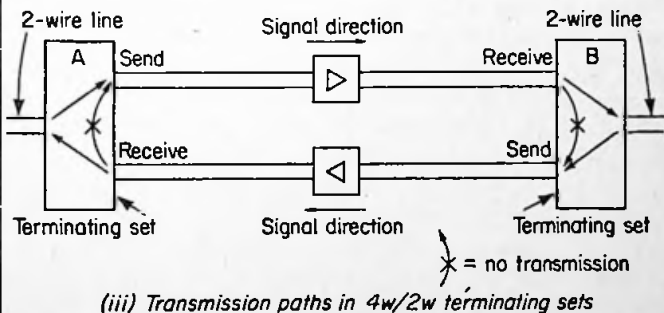 2-wire line
Signal direction
2-wire line
A
Send
Receive
B
Receive
Send
Terminating set
Signal direction
Terminating set
= no transmission
(iii) Transmission paths in 4w/2w terminating sets